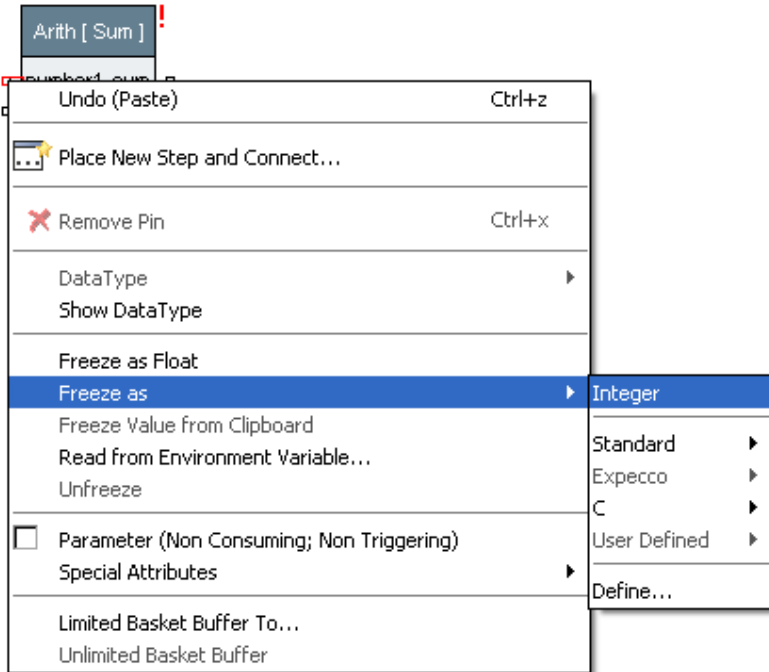 Arith [ Sum ] !
number1 sum
Undo (Paste) Ctrl+z
Place New Step and Connect...
Remove Pin Ctrl+x
DataType
Show DataType
Freeze as Float
Freeze as
Freeze Value from Clipboard
Read from Environment Variable...
Unfreeze
Parameter (Non Consuming; Non Triggering)
Special Attributes
Limited Basket Buffer To...
Unlimited Basket Buffer
Integer
Standard
Expecco
C
User Defined
Define...